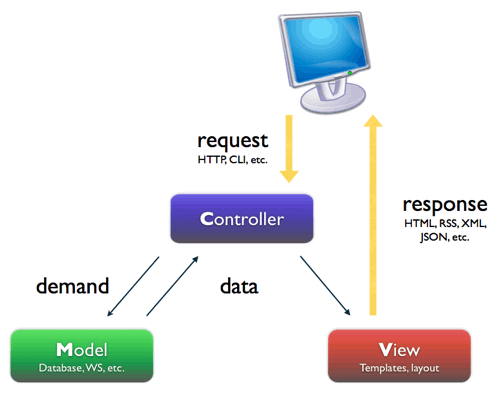 request
HTTP, CLI, etc.
response
HTML, RSS, XML,
JSON, etc.
Controller
demand
data
Model
Database, WS, etc.
View
Templates, layout